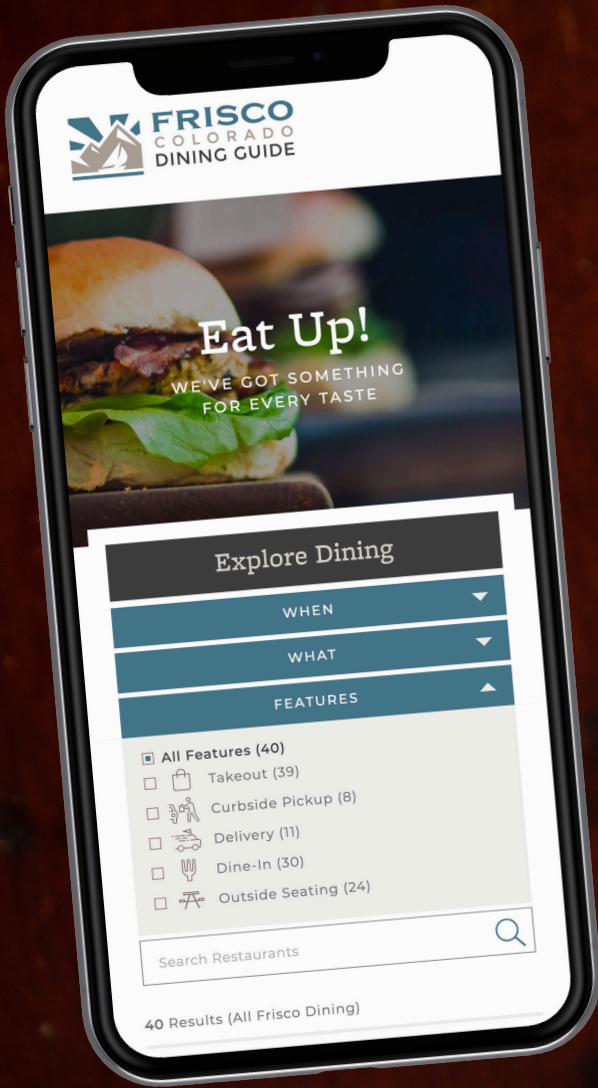 FRISCO
COLORADO
DINING GUIDE
Eat Up!
WE'VE GOT SOMETHING
FOR EVERY TASTE
Explore Dining
WHEN
WHAT
FEATURES
All Features (40)
Takeout (39)
Curbside Pickup (8)
Delivery (11)
Dine-In (30)
Outside Seating (24)
Search Restaurants
40 Results (All Frisco Dining)